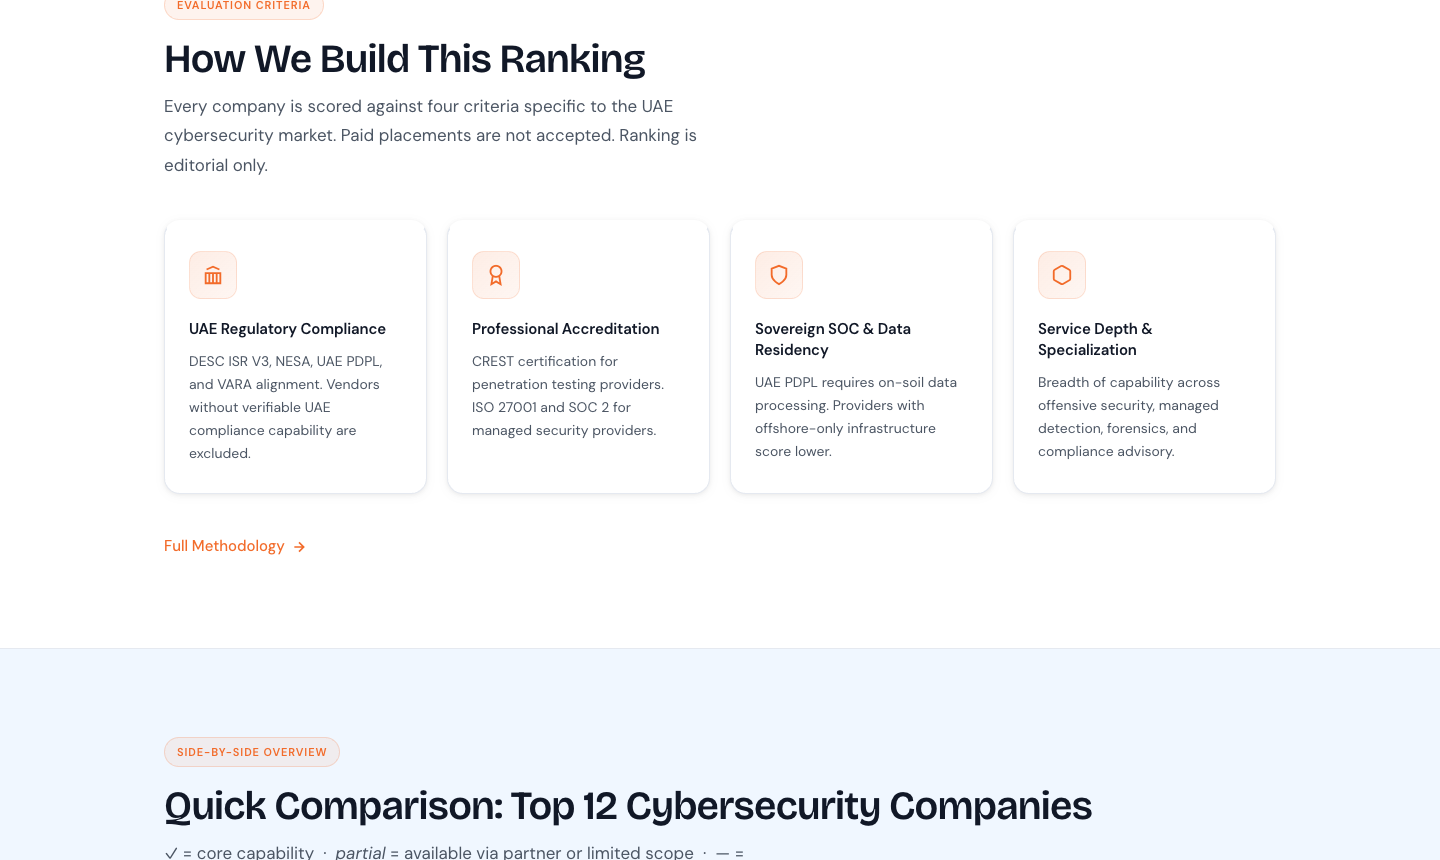 EVALUATION CRITERIA
How We Build This Ranking
Every company is scored against four criteria specific to the UAE
cybersecurity market. Paid placements are not accepted. Ranking is
editorial only.
UAE Regulatory Compliance
DESC ISR V3, NESA, UAE PDPL,
and VARA alignment. Vendors
without verifiable UAE
compliance capability are
excluded.
Professional Accreditation
CREST certification for
penetration testing providers.
ISO 27001 and SOC 2 for
managed security providers.
Sovereign SOC & Data
Residency
UAE PDPL requires on-soil data
processing. Providers with
offshore-only infrastructure
score lower.
Service Depth &
Specialization
Breadth of capability across
offensive security, managed
detection, forensics, and
compliance advisory.
Full Methodology →
SIDE-BY-SIDE OVERVIEW
Quick Comparison: Top 12 Cybersecurity Companies
✓ = core capability · partial = available via partner or limited scope · — =